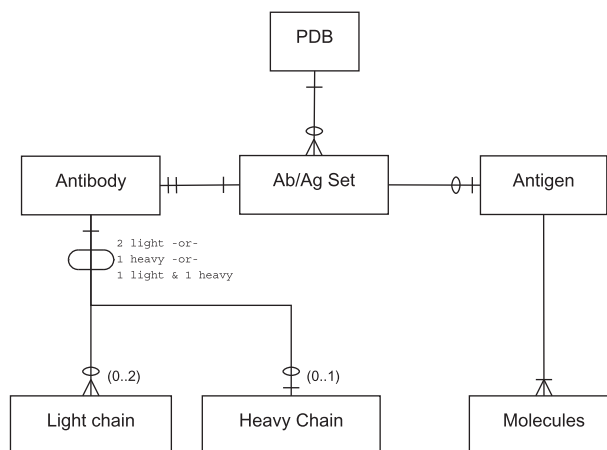 PDB
Antibody
Ab/Ag Set
Antigen
2 light -or-
1 heavy -or-
1 light & 1 heavy
(0..2)
(0..1)
Light chain
Heavy Chain
Molecules